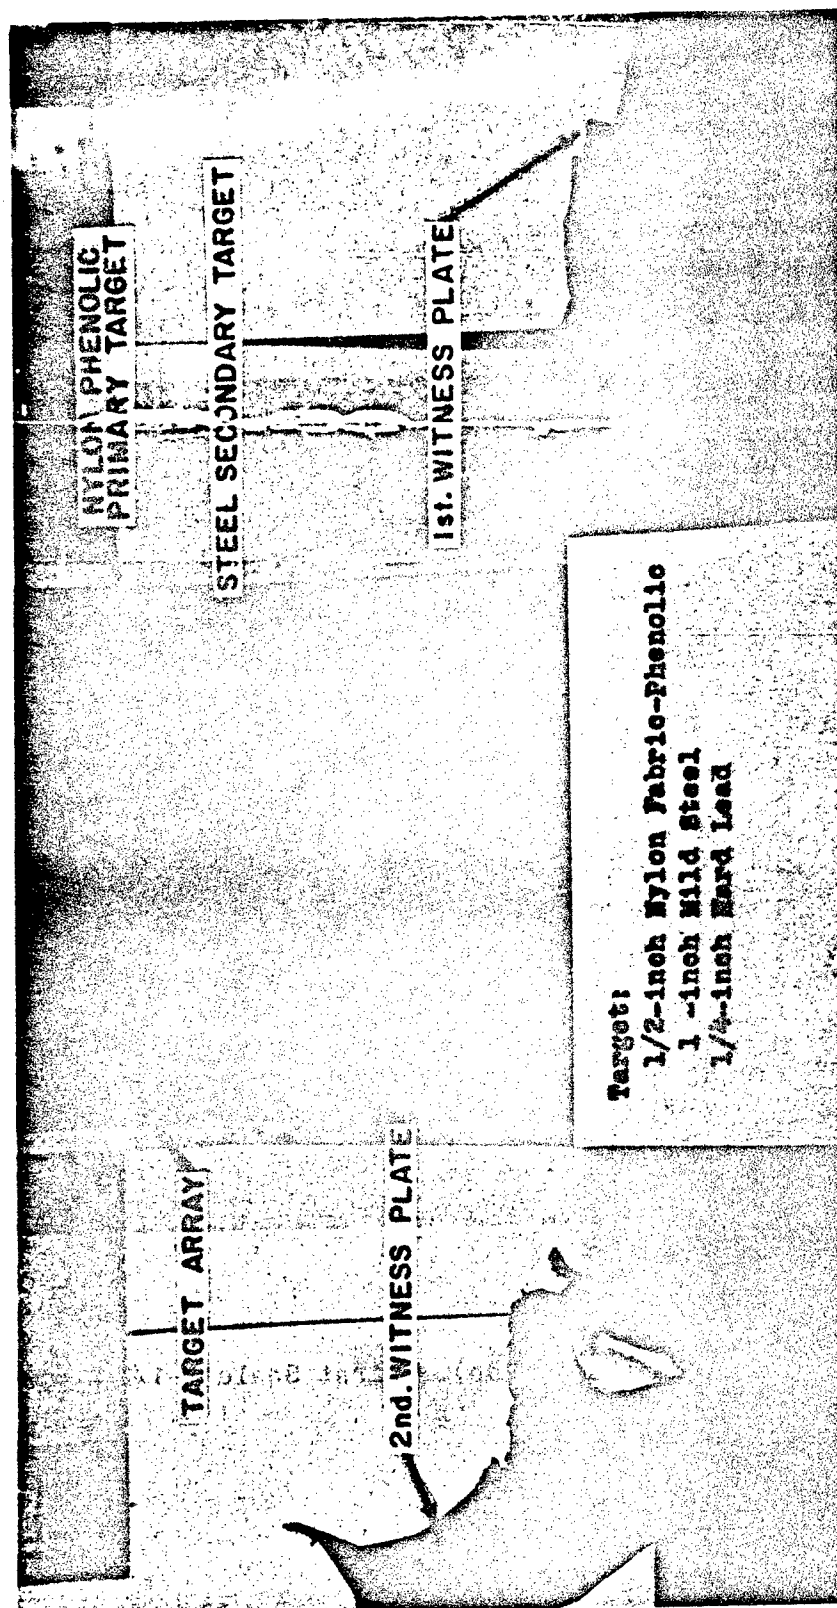 NYLON PHENOLIC
PRIMARY TARGET
STEEL SECONDARY TARGET
1st. WITNESS PLATE
TARGET ARRAY
2nd. WITNESS PLATE
Target:
1/2-inch Nylon Fabric-Phenolic
1 -inch Mild Steel
1/4-inch Hard Lead